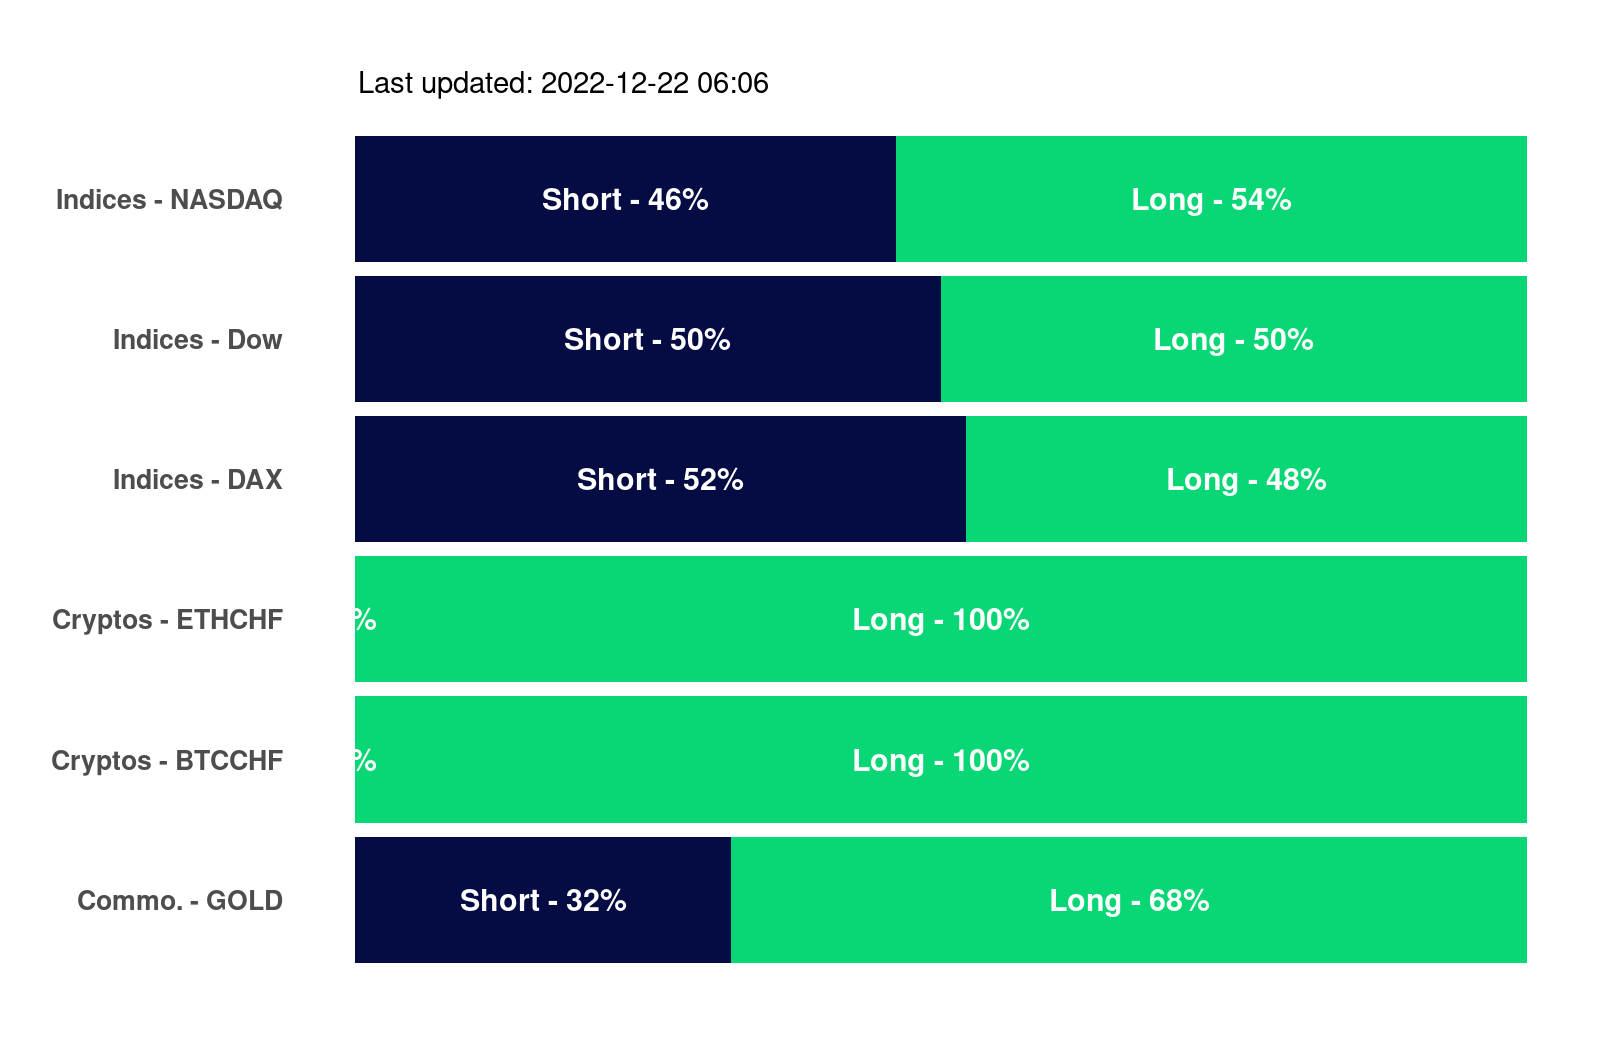 Last updated: 2022-12-22 06:06
Indices - NASDAQ Short - 46% Long - 54%
Indices - Dow Short - 50% Long - 50%
Indices - DAX Short - 52% Long - 48%
Cryptos - ETHCHF % Long - 100%
Cryptos - BTCCHF % Long - 100%
Commo. - GOLD Short - 32% Long - 68%